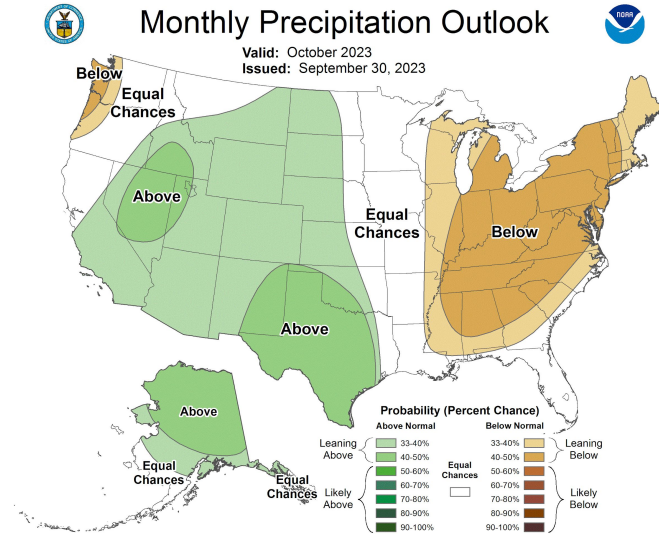 Monthly Precipitation Outlook
NOAA
Valid: October 2023
Issued: September 30, 2023
Below
Equal
Chances
Above
Equal
Chances
Below
Above
Above
Equal
Chances
Equal
Chances
Probability (Percent Chance)
Above Normal
Below Normal
Leaning
Above
33-40%
40-50%
50-60%
60-70%
70-80%
80-90%
90-100%
Likely
Above
Equal
Chances
33-40%
40-50%
50-60%
60-70%
70-80%
80-90%
90-100%
Leaning
Below
Likely
Below